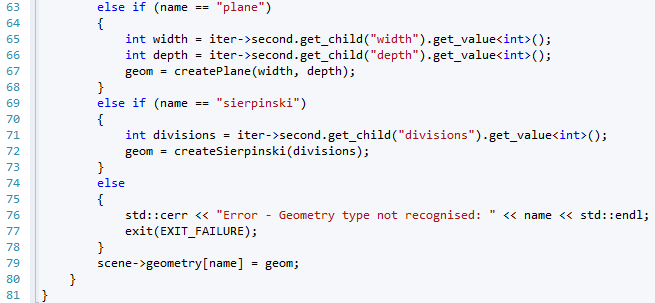 63 else if (name == "plane")
64 {
65 int width = iter->second.get_child("width").get_value<int>();
66 int depth = iter->second.get_child("depth").get_value<int>();
67 geom = createPlane(width, depth);
68 }
69 else if (name == "sierpinski")
70 {
71 int divisions = iter->second.get_child("divisions").get_value<int>();
72 geom = createSierpinski(divisions);
73 }
74 else
75 {
76 std::cerr << "Error - Geometry type not recognised: " << name << std::endl;
77 exit(EXIT_FAILURE);
78 }
79 scene->geometry[name] = geom;
80 }
81 }